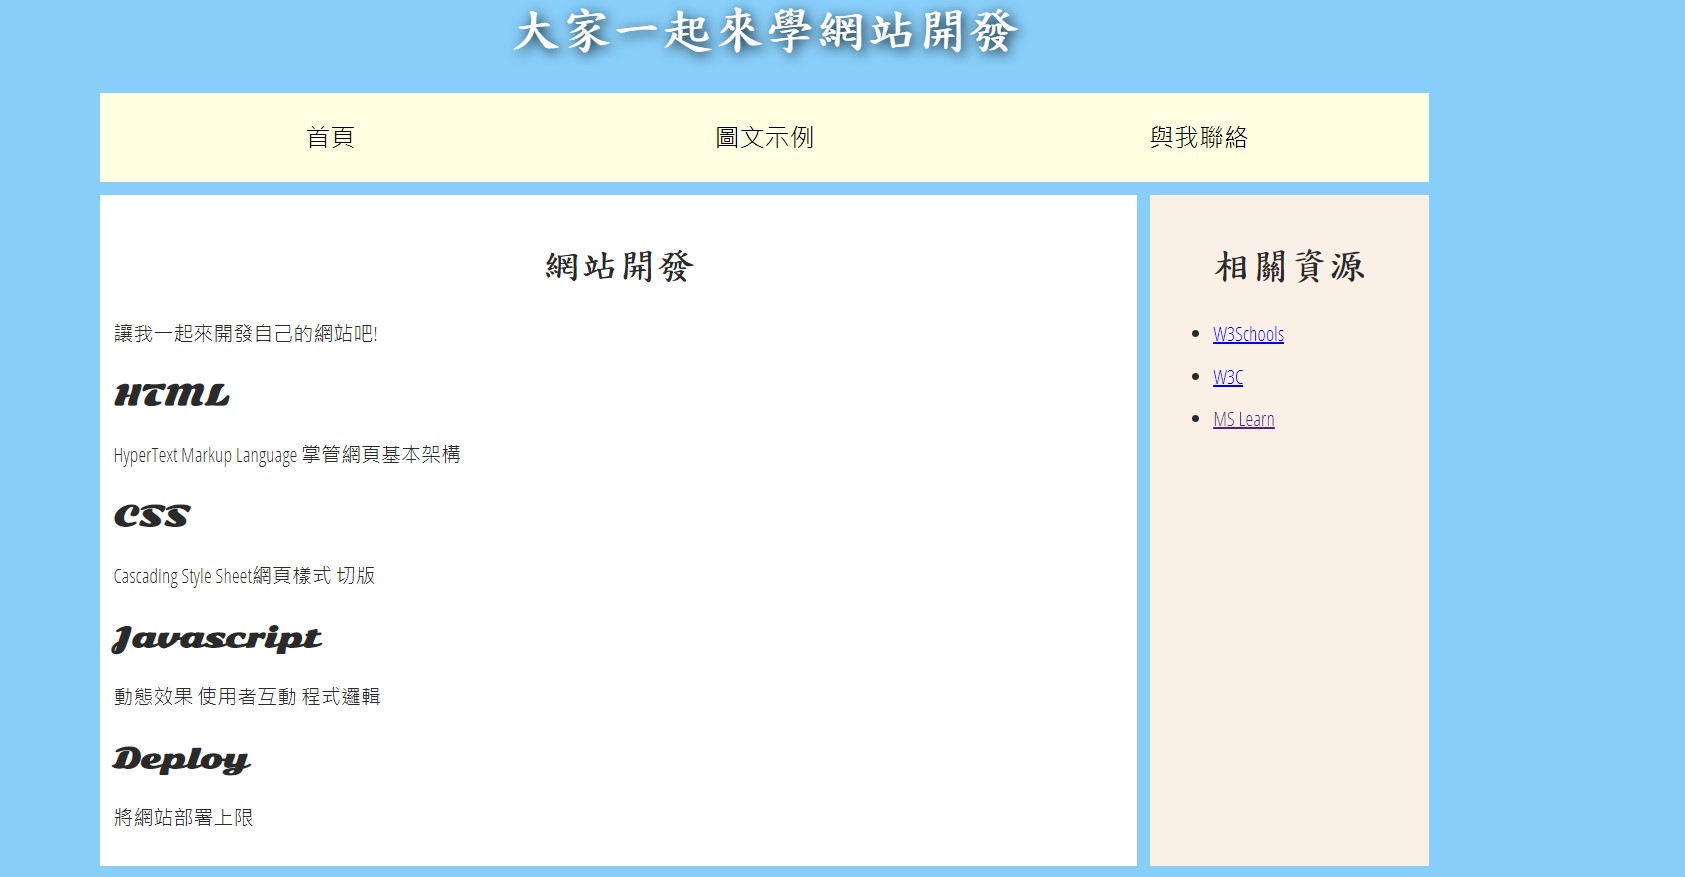 大家一起來學網站開發
首頁 圖文示例 與我聯絡
網站開發
讓我一起來開發自己的網站吧!
HTML
HyperText Markup Language 掌管網頁基本架構
CSS
Cascading Style Sheet網頁樣式 切版
Javascript
動態效果 使用者互動 程式邏輯
Deploy
將網站部署上限
相關資源
W3Schools
W3C
MS Learn